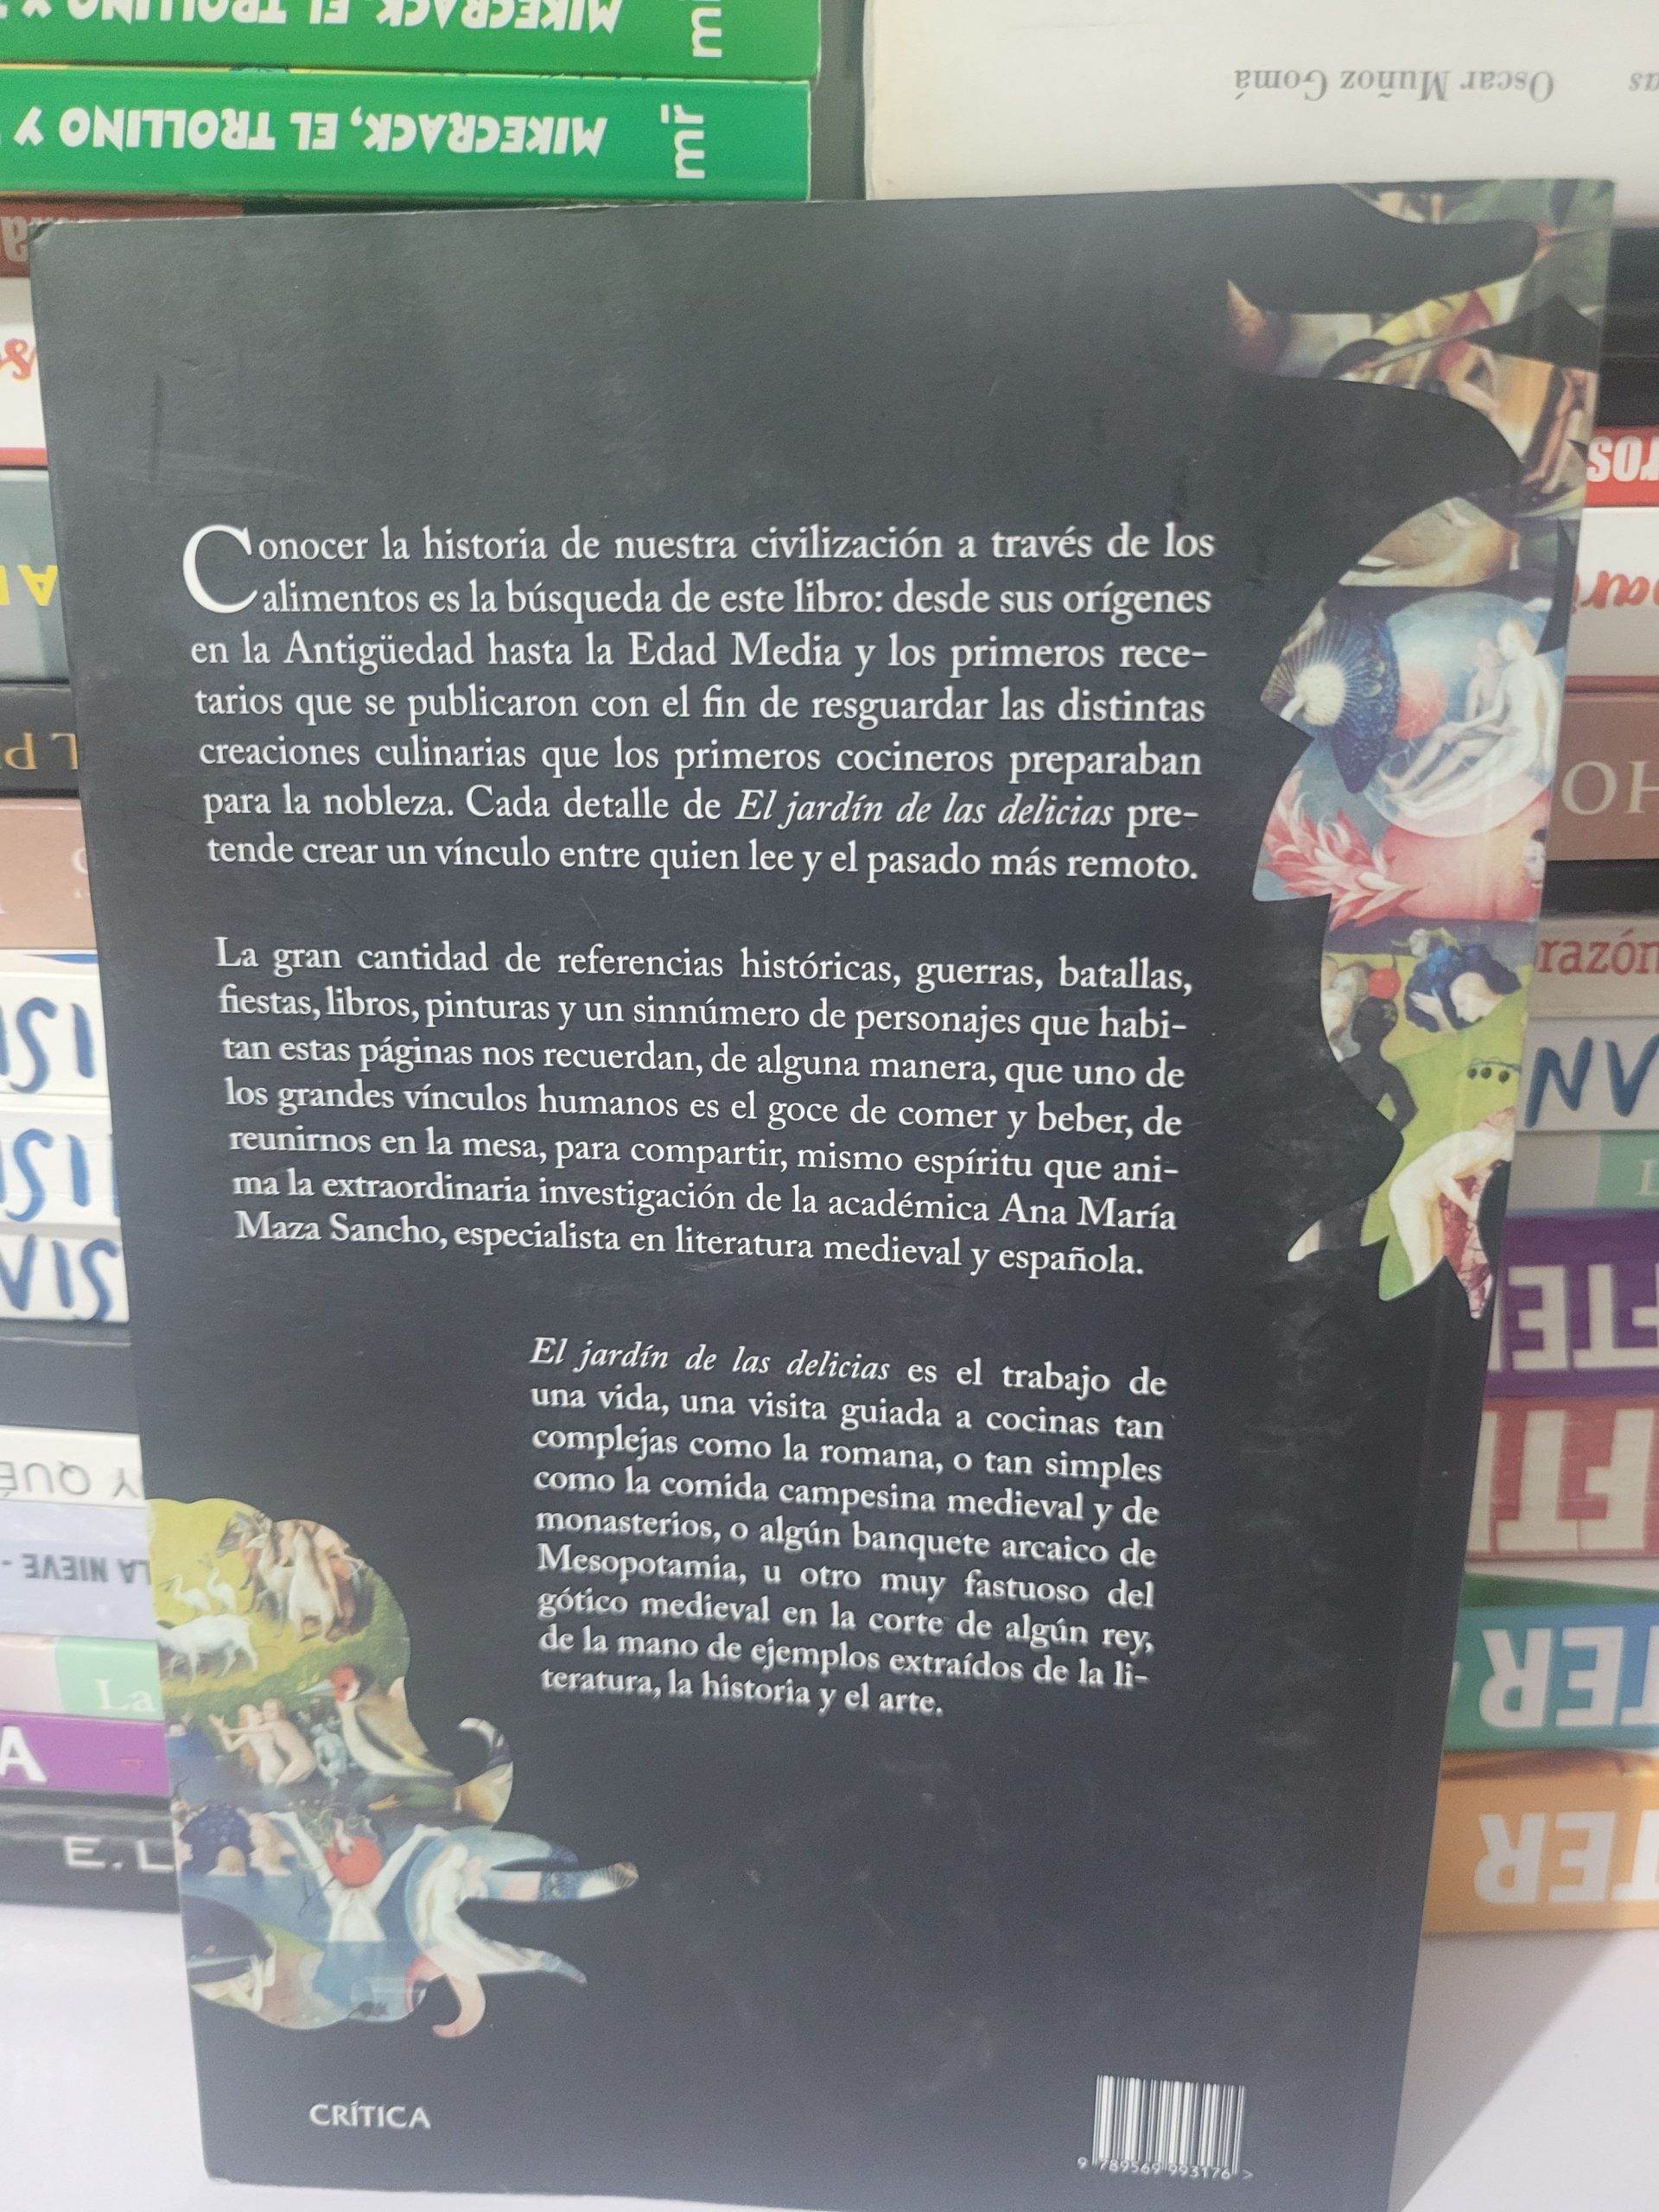 MIKECRACK, EL TROLLINO Y
mr
MIKECRACK, EL TROLLINO Y
mr
Oscar Muñoz Gomá
Conocer la historia de nuestra civilización a través de los
alimentos es la búsqueda de este libro: desde sus orígenes
en la Antigüedad hasta la Edad Media y los primeros rece-
tarios que se publicaron con el fin de resguardar las distintas
creaciones culinarias que los primeros cocineros preparaban
para la nobleza. Cada detalle de El jardín de las delicias pre-
tende crear un vínculo entre quien lee y el pasado más remoto.
La gran cantidad de referencias históricas, guerras, batallas,
fiestas, libros, pinturas y un sinnúmero de personajes que habi-
tan estas páginas nos recuerdan, de alguna manera, que uno de
los grandes vínculos humanos es el goce de comer y beber, de
reunirnos en la mesa, para compartir, mismo espíritu que ani-
ma la extraordinaria investigación de la académica Ana María
Maza Sancho, especialista en literatura medieval y española.
El jardín de las delicias es el trabajo de
una vida, una visita guiada a cocinas tan
complejas como la romana, o tan simples
como la comida campesina medieval y de
monasterios, o algún banquete arcaico de
Mesopotamia, u otro muy fastuoso del
gótico medieval en la corte de algún rey,
de la mano de ejemplos extraídos de la li-
teratura, la historia y el arte.
CRÍTICA
9 789569 993176 >
Y QUÉ
LA NIEVE -
La
A
E. L
razón
TER
TER